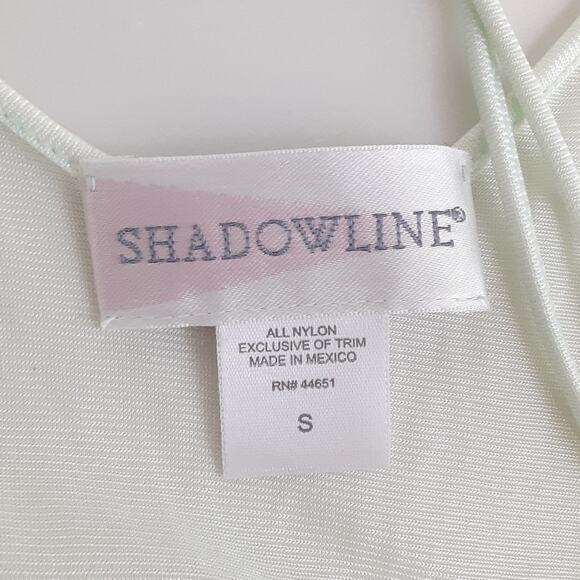 SHADOWLINE®
ALL NYLON
EXCLUSIVE OF TRIM
MADE IN MEXICO
RN# 44651
S